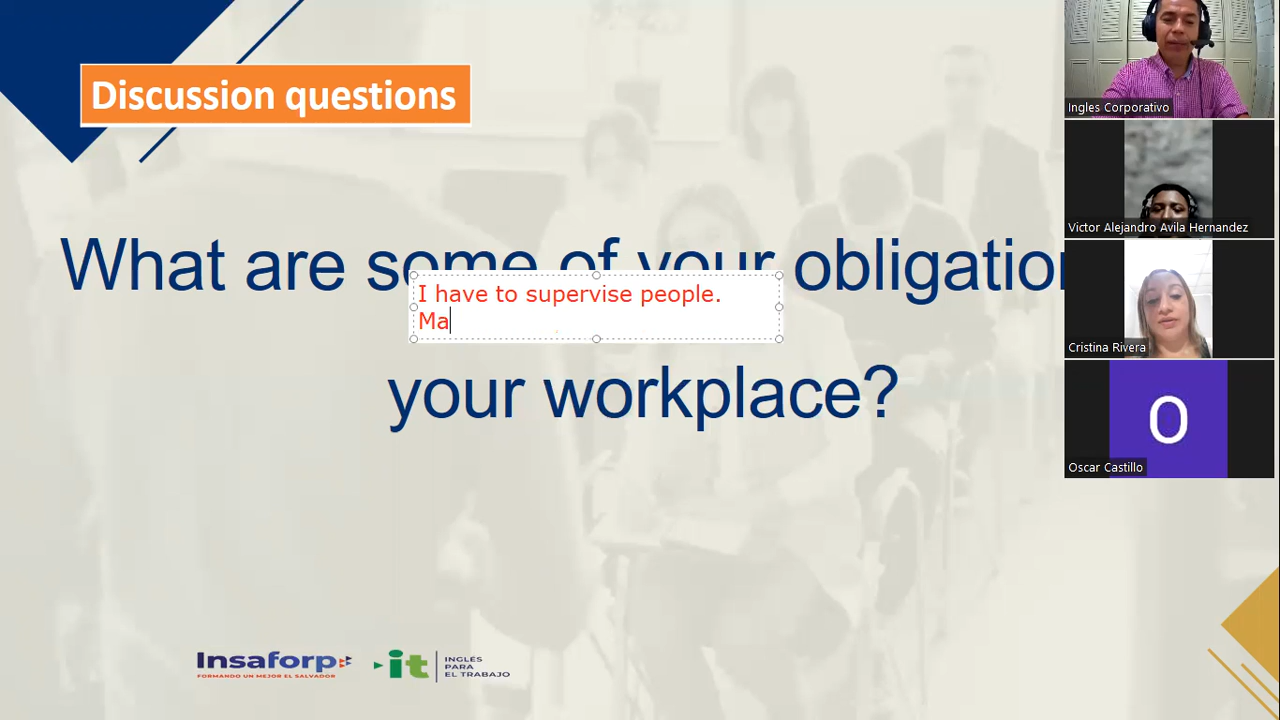 Discussion questions
What are some of your obligation
I have to supervise people.
Ma
your workplace?
Insaforp
FORMANDO UN MEJOR EL SALVADOR
it
INGLÉS
PARA
EL TRABAJO
Ingles Corporativo
Victor Alejandro Avila Hernandez
Cristina Rivera
O
Oscar Castillo